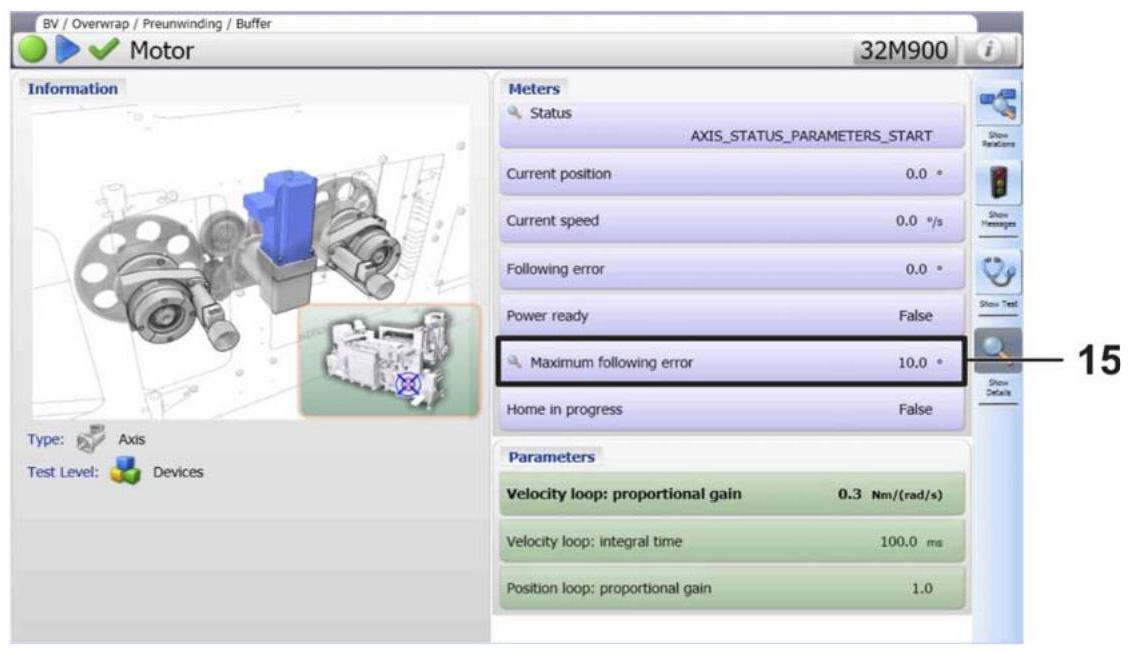 BV / Overwrap / Preunwinding / Buffer
Motor 32M900 i
Information
Type: Axis
Test Level: Devices
Meters
Status
AXIS_STATUS_PARAMETERS_START
Current position 0.0 °
Current speed 0.0 °/s
Following error 0.0 °
Power ready False
Maximum following error 10.0 °
Home in progress False
Parameters
Velocity loop: proportional gain 0.3 Nm/(rad/s)
Velocity loop: integral time 100.0 ms
Position loop: proportional gain 1.0
Show
Relations
Show
Messages
Show Test
Show
Details
15